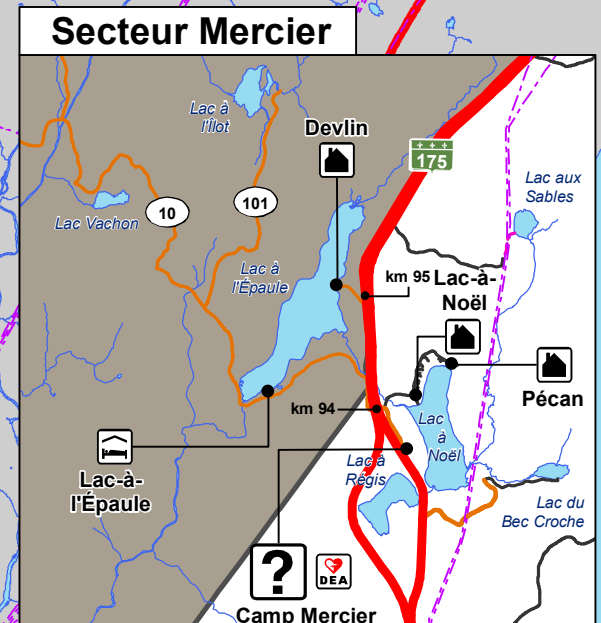 Secteur Mercier
Lac à
l'Îlot
Devlin
175
Lac aux
Sables
Lac Vachon
10
101
Lac à
l'Épaule
km 95
Lac-à-
Noël
Pécan
km 94
Lac
à
Noël
Lac-à-
l'Épaule
Lac à
Régis
Lac du
Bec Croche
?
DEA
Camp Mercier